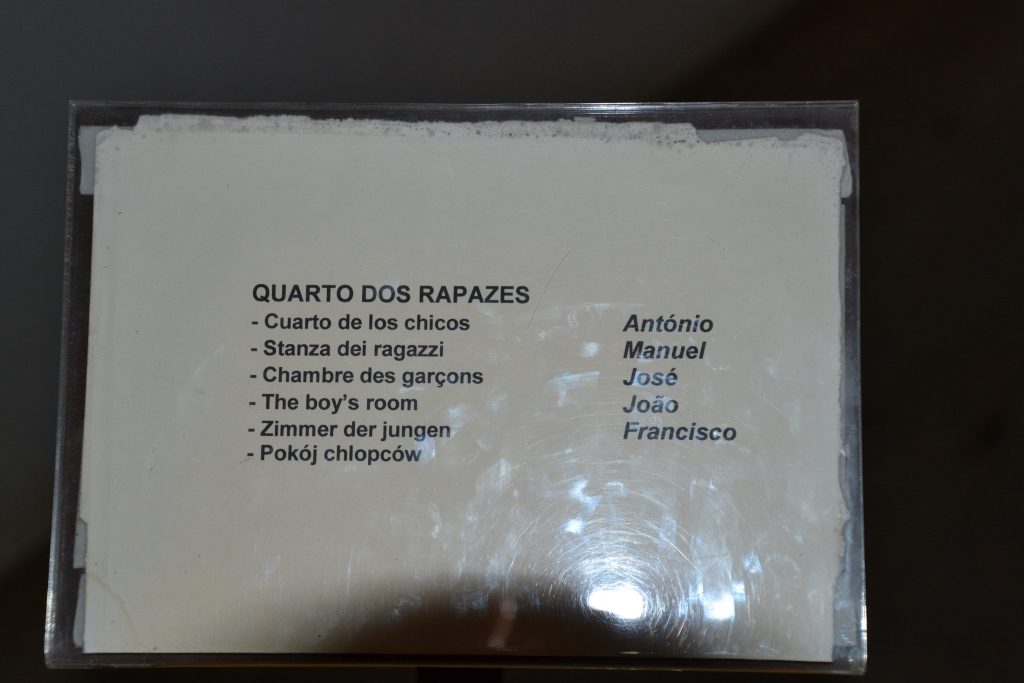 QUARTO DOS RAPAZES
- Cuarto de los chicos António
- Stanza dei ragazzi Manuel
- Chambre des garçons José
- The boy's room João
- Zimmer der jungen Francisco
- Pokój chlopców